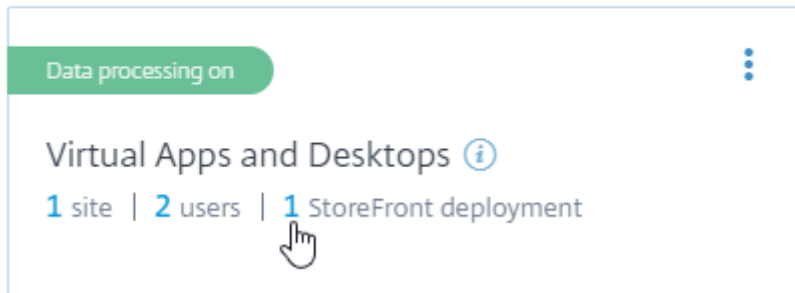 Data processing on
Virtual Apps and Desktops i
1 site | 2 users | 1 StoreFront deployment